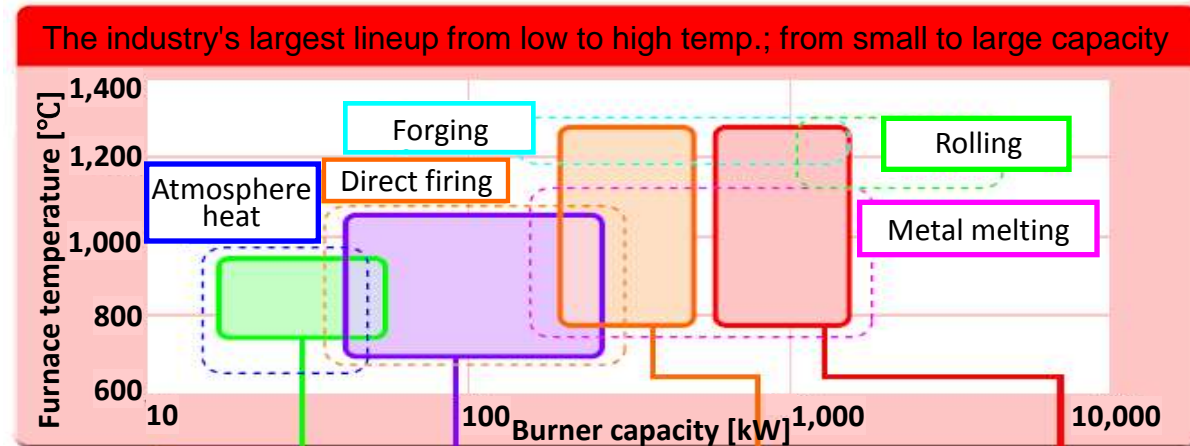 The industry's largest lineup from low to high temp.; from small to large capacity
Furnace temperature [℃]
1,400
1,200
1,000
800
600
Forging
Rolling
Atmosphere
heat
Direct firing
Metal melting
10
100
1,000
10,000
Burner capacity [kW]